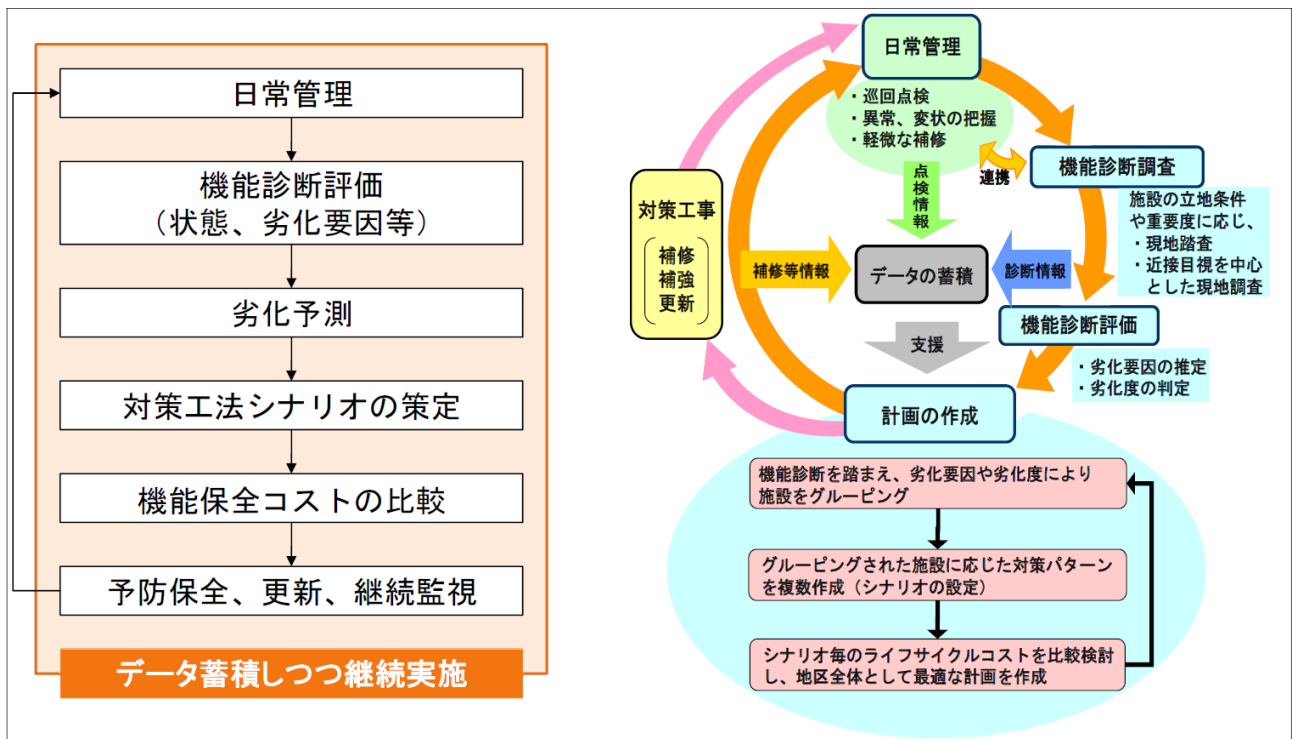 日常管理
機能診断評価
（状態、劣化要因等）
劣化予測
対策工法シナリオの策定
機能保全コストの比較
予防保全、更新、継続監視
データ蓄積しつつ継続実施
日常管理
・巡回点検
・異常、変状の把握
・軽微な補修
点検情報
連携
機能診断調査
施設の立地条件
や重要度に応じ、
・現地踏査
・近接目視を中心
とした現地調査
対策工事
補修
補強
更新
補修等情報
データの蓄積
診断情報
機能診断評価
・劣化要因の推定
・劣化度の判定
支援
計画の作成
機能診断を踏まえ、劣化要因や劣化度により
施設をグルーピング
グルーピングされた施設に応じた対策パターン
を複数作成（シナリオの設定）
シナリオ毎のライフサイクルコストを比較検討
し、地区全体として最適な計画を作成